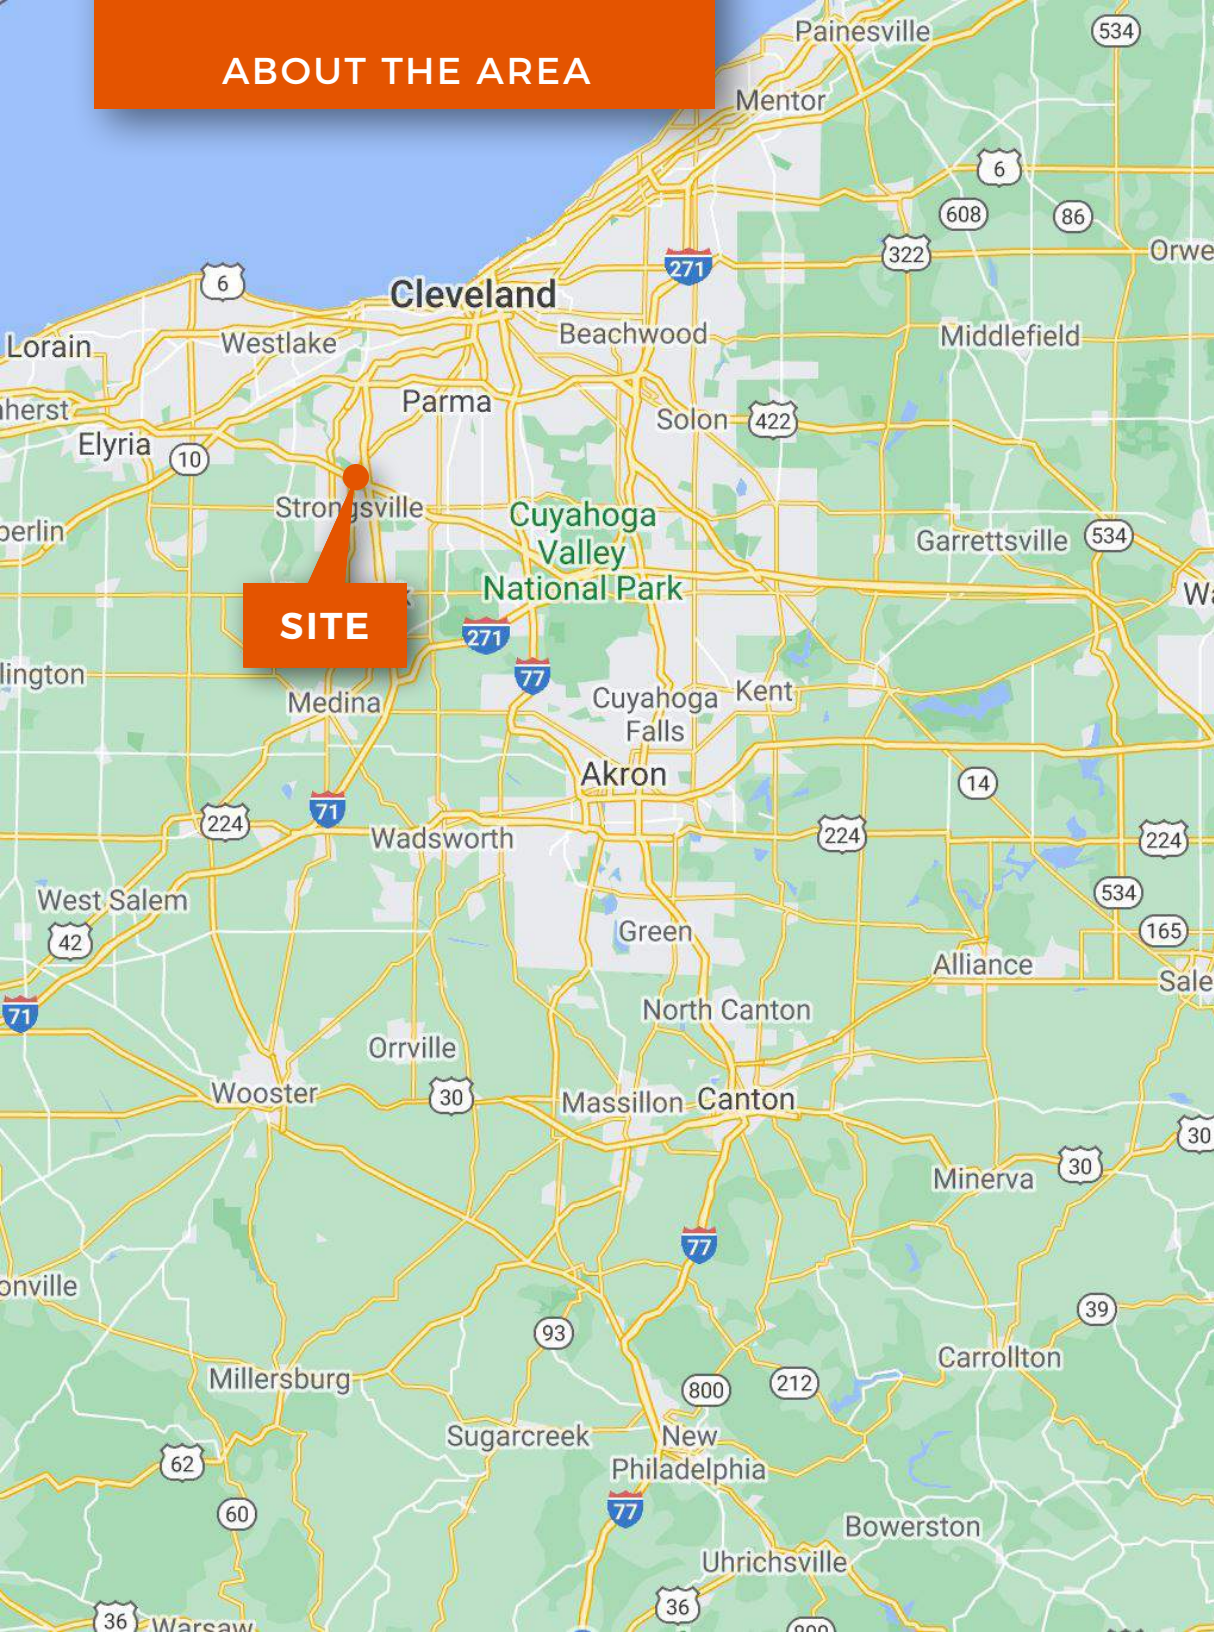 ABOUT THE AREA
Painesville
534
Mentor
6
608
86
322
Orwe
271
6
Cleveland
Beachwood
Middlefield
Lorain
Westlake
Parma
nherst
Solon
422
Elyria
10
Strongsville
Cuyahoga
Valley
National Park
berlin
Garrettsville
534
Wa
k
SITE
271
77
lington
Medina
Cuyahoga
Falls
Kent
Akron
14
71
224
Wadsworth
224
224
West Salem
534
42
Green
165
Alliance
Sale
71
North Canton
Orrville
Wooster
30
Massillon
Canton
30
Minerva
30
77
onville
39
93
Carrollton
Millersburg
800
212
Sugarcreek
New
Philadelphia
62
77
60
Bowerston
Uhrichsville
36
36
Warsaw
800